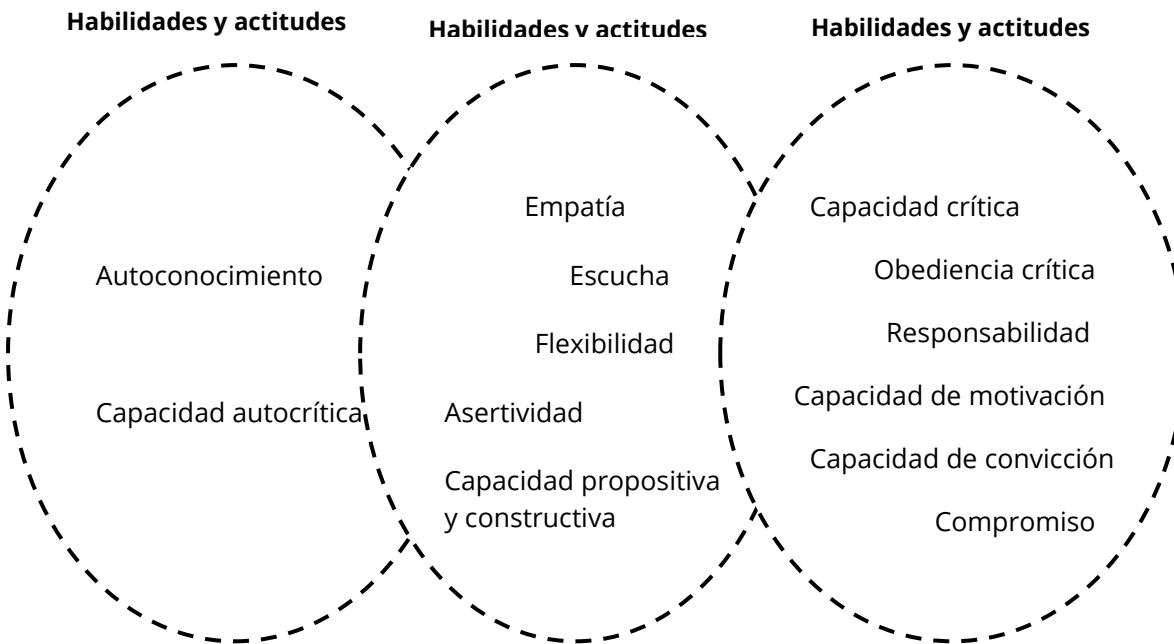 Habilidades y actitudes
Autoconocimiento
Capacidad autocrítica
Habilidades y actitudes
Empatía
Escucha
Flexibilidad
Asertividad
Capacidad propositiva
y constructiva
Habilidades y actitudes
Capacidad crítica
Obediencia crítica
Responsabilidad
Capacidad de motivación
Capacidad de convicción
Compromiso